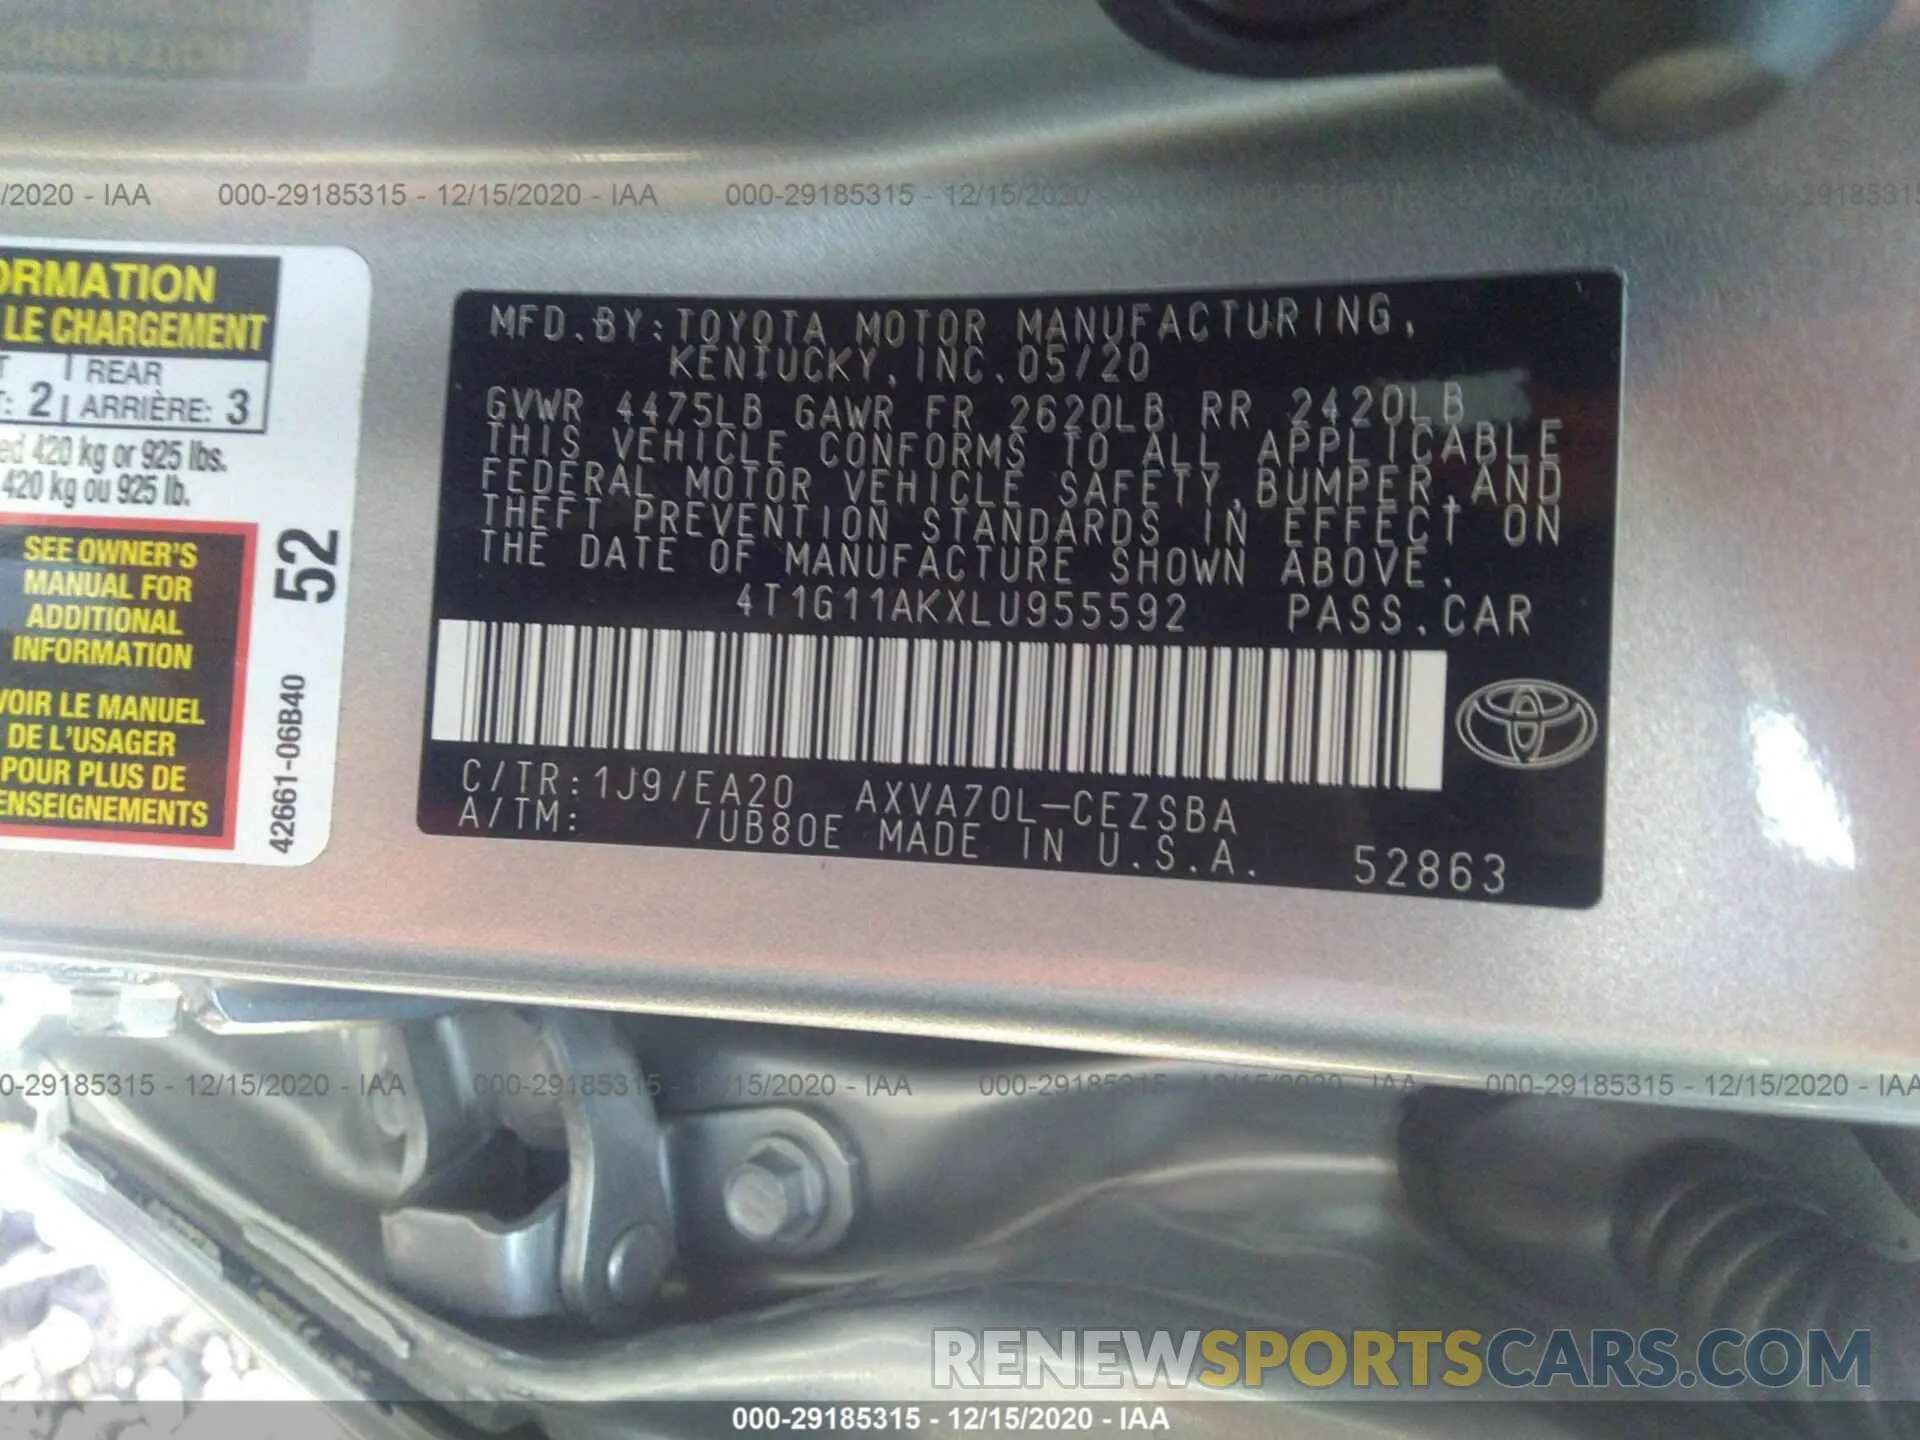 /2020 - IAA 000-29185315 - 12/15/2020 - IAA 000-29185315 - 12/15/2020 12/15/2020 000-29185315
ORMATION
LE CHARGEMENT
T REAR
T: 2 ARRIÈRE: 3
ed 420 kg or 925 lbs.
420 kg ou 925 lb.
SEE OWNER'S
MANUAL FOR
ADDITIONAL
INFORMATION
VOIR LE MANUEL
DE L'USAGER
POUR PLUS DE
ENSEIGNEMENTS
52
42661-06B40
MFD. BY: TOYOTA MOTOR MANUFACTURING,
KENTUCKY, INC. 05/20
GVWR 4475LB GAWR FR 2620LB RR 2420LB
THIS VEHICLE CONFORMS TO ALL APPLICABLE
FEDERAL MOTOR VEHICLE SAFETY, BUMPER, AND
THEFT PREVENTION STANDARDS IN EFFECT ON
THE DATE OF MANUFACTURE SHOWN ABOVE.
4T1G11AKXLU955592 PASS. CAR
C/TR: 1J9/EA20 AXVA70L-CEZSBA
A/TM: /UB80E MADE IN U.S.A. 52863
0-29185315 - 12/15/2020 - IAA 000-29185315 - 12/15/2020 - IAA 000-29185315 - 12/15/2020 - IAA 000-29185315 - 12/15/2020 - IAA
RENEWSPORTSCARS.COM
000-29185315 - 12/15/2020 - IAA